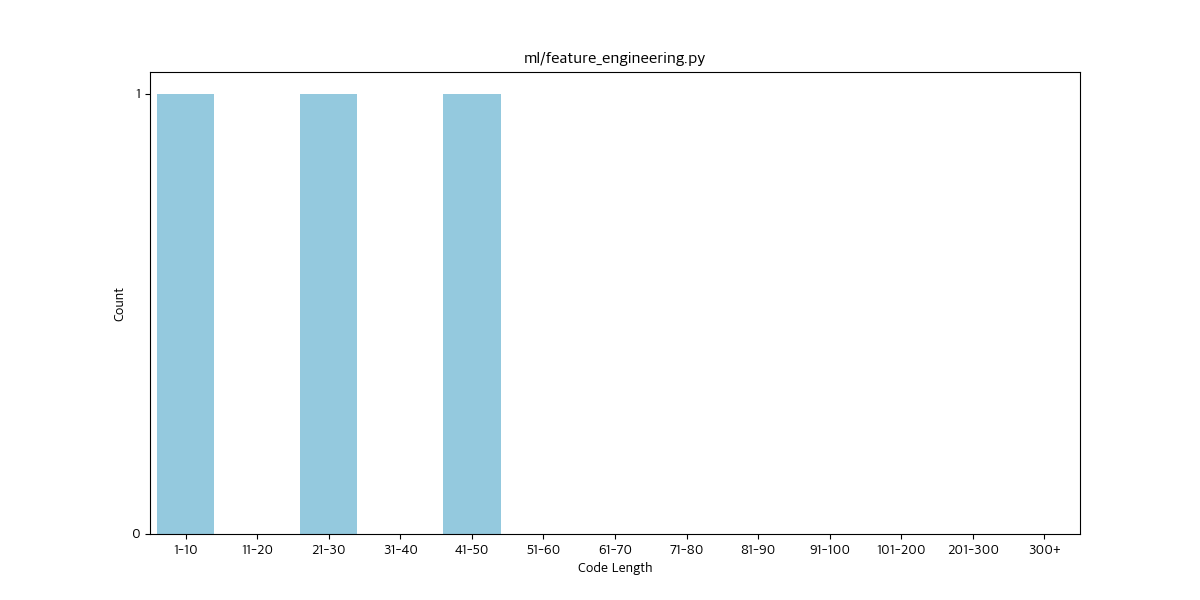 ml/feature_engineering.py
1
0
Count
1-10 11-20 21-30 31-40 41-50 51-60 61-70 71-80 81-90 91-100 101-200 201-300 300+
Code Length